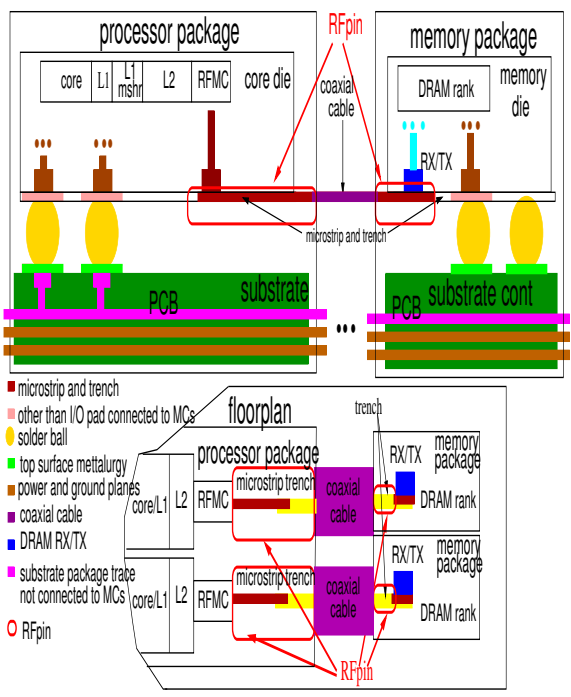 processor package
RFpin
memory package
core
L1
L1
mshr
L2
RFMC
core die
coaxial
cable
DRAM rank
memory
die
RX/TX
microstrip and trench
substrate
PCB
substrate cont
PCB
microstrip and trench
other than I/O pad connected to MCs
solder ball
top surface mettalurgy
power and ground planes
coaxial cable
DRAM RX/TX
substrate package trace
not connected to MCs
RFpin
floorplan
processor package
trench
core/L1
L2
RFMC
microstrip trench
coaxial
cable
RX/TX
memory
package
DRAM rank
core/L1
L2
RFMC
microstrip trench
coaxial
cable
RX/TX
memory
package
DRAM rank
RFpin